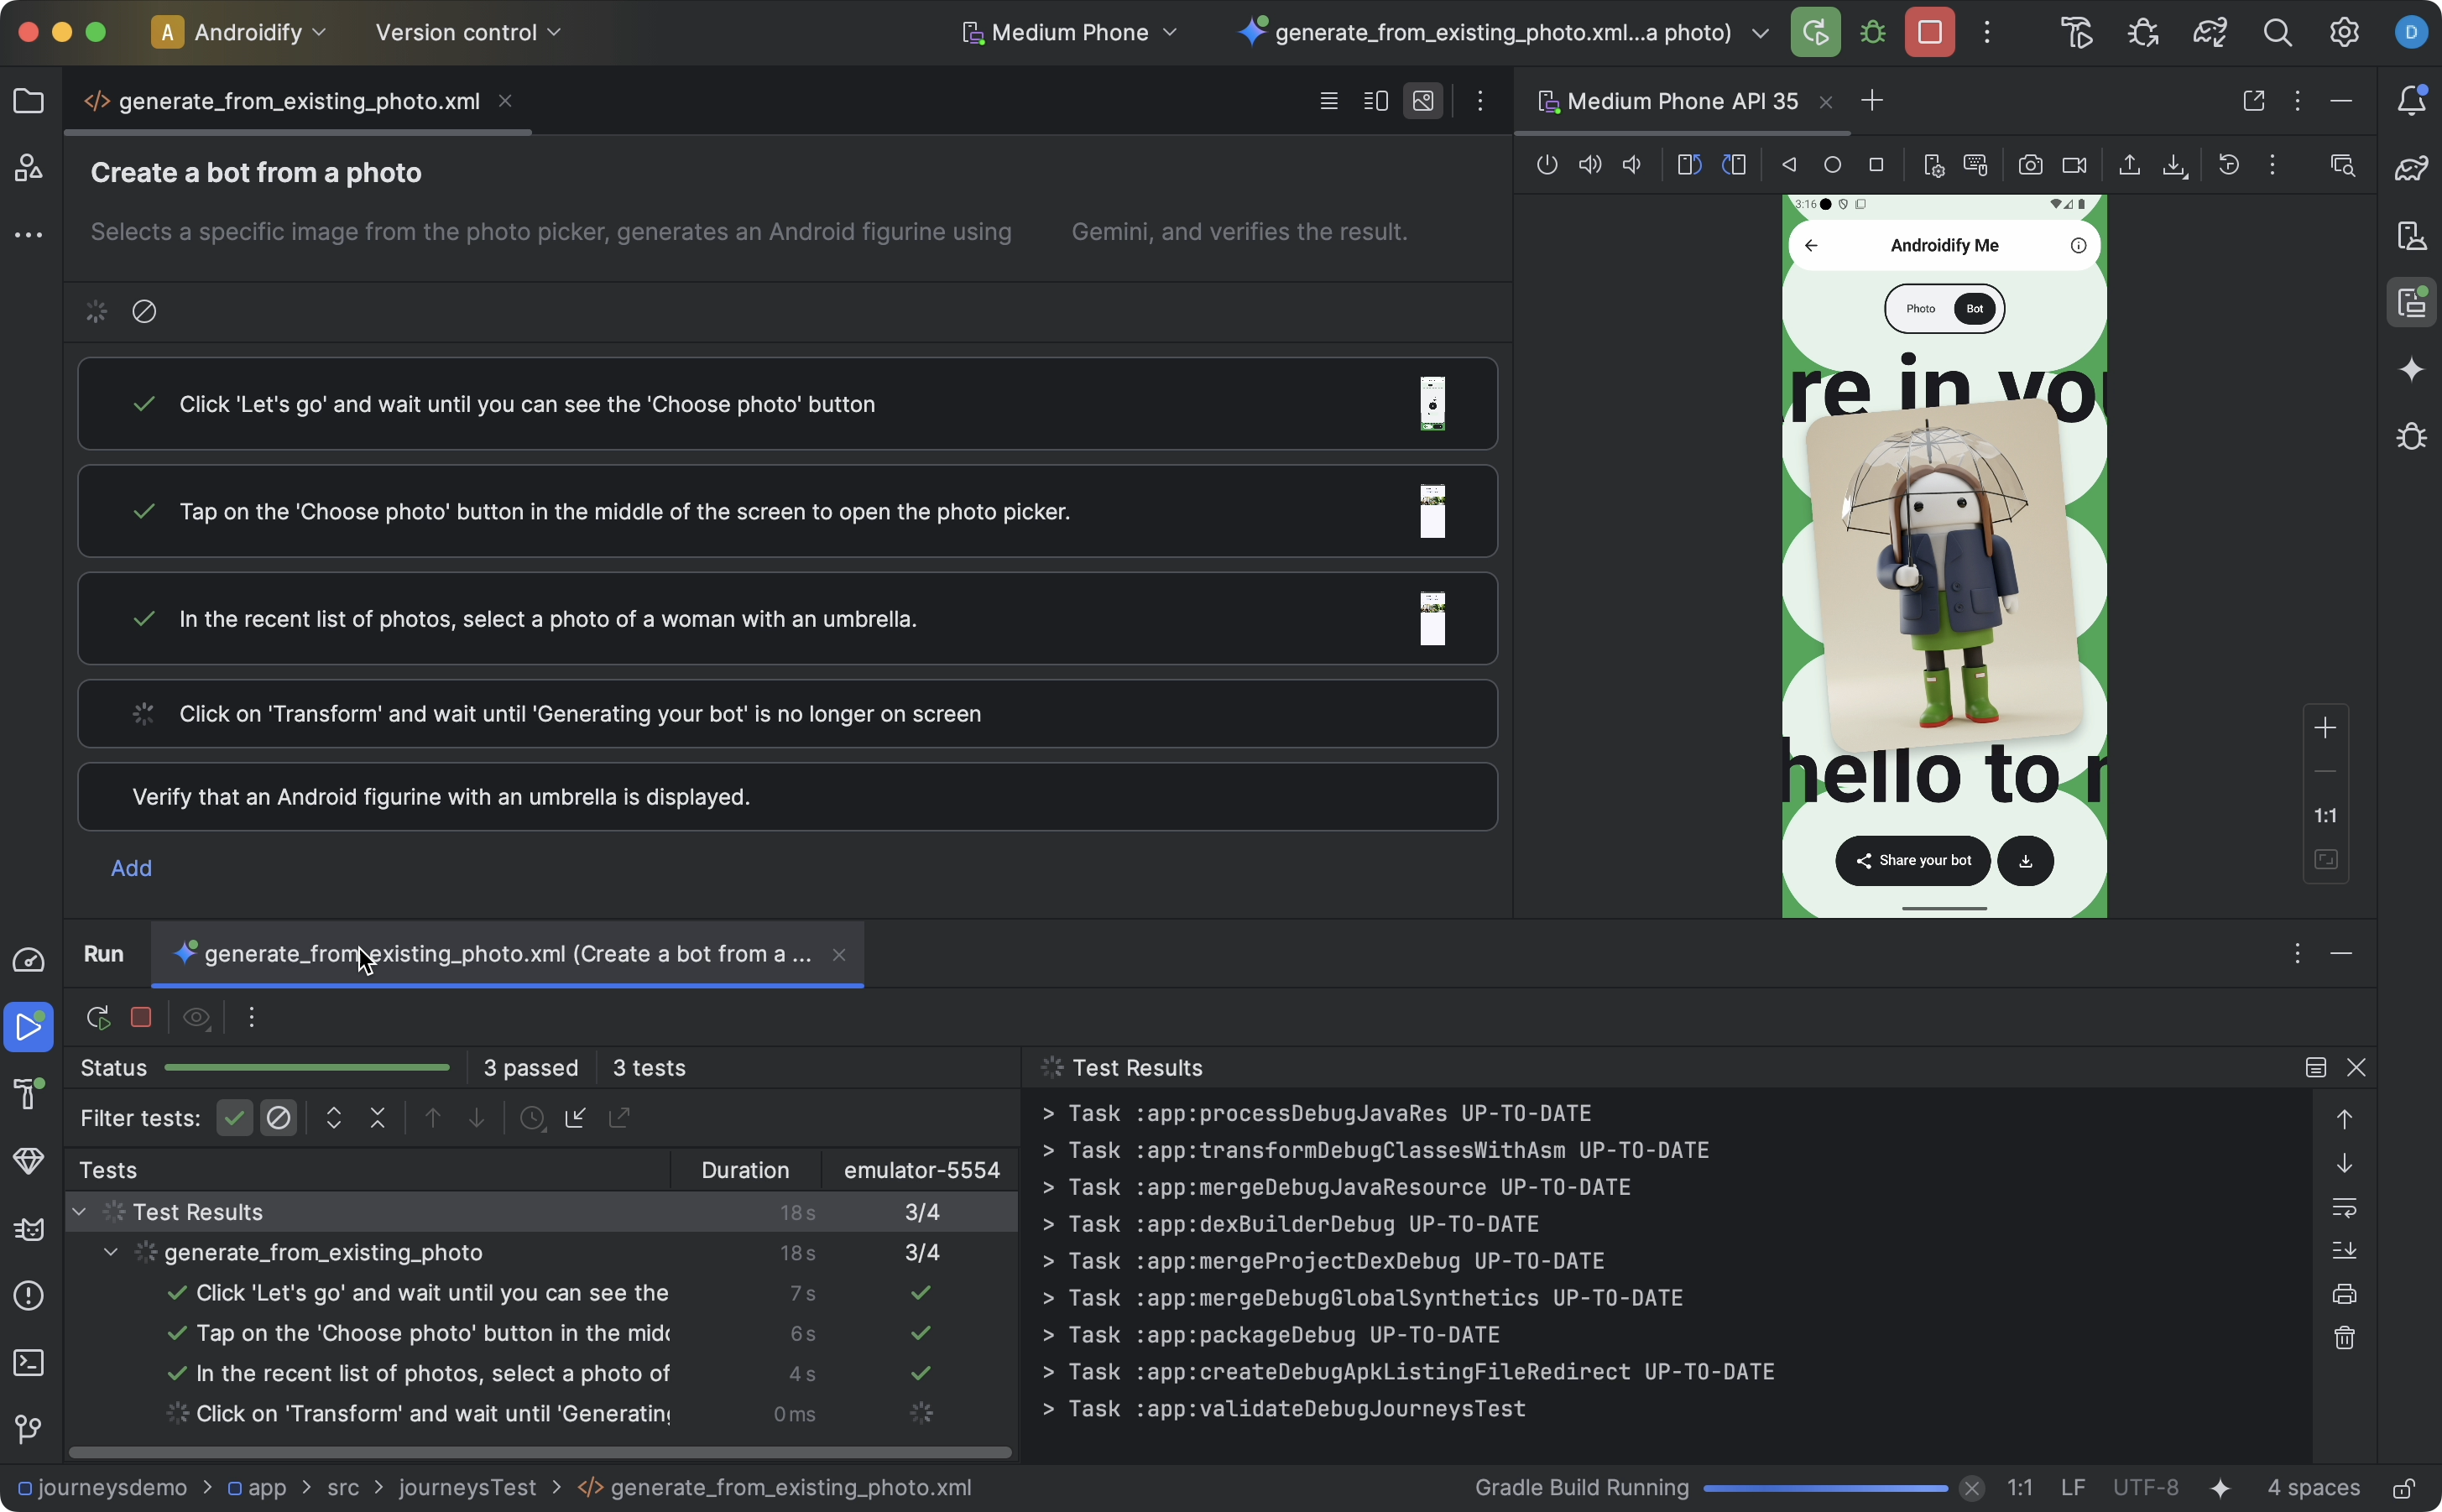 A Androidify Version control Medium Phone generate_from_existing_photo.xml...a photo) D
generate_from_existing_photo.xml
Medium Phone API 35
Create a bot from a photo
Selects a specific image from the photo picker, generates an Android figurine using Gemini, and verifies the result.
Click 'Let's go' and wait until you can see the 'Choose photo' button
Tap on the 'Choose photo' button in the middle of the screen to open the photo picker.
In the recent list of photos, select a photo of a woman with an umbrella.
Click on 'Transform' and wait until 'Generating your bot' is no longer on screen
Verify that an Android figurine with an umbrella is displayed.
Add
3:16
Androidify Me
Photo Bot
re in you
hello to
Share your bot
1:1
Run generate_from_existing_photo.xml (Create a bot from a ...
Status 3 passed 3 tests
Filter tests:
Tests Duration emulator-5554
Test Results 18 s 3/4
generate_from_existing_photo 18 s 3/4
Click 'Let's go' and wait until you can see the 7 s
Tap on the 'Choose photo' button in the midd 6 s
In the recent list of photos, select a photo of 4 s
Click on 'Transform' and wait until 'Generating 0 ms
Test Results
> Task :app:processDebugJavaRes UP-TO-DATE
> Task :app:transformDebugClassesWithAsm UP-TO-DATE
> Task :app:mergeDebugJavaResource UP-TO-DATE
> Task :app:dexBuilderDebug UP-TO-DATE
> Task :app:mergeProjectDexDebug UP-TO-DATE
> Task :app:mergeDebugGlobalSynthetics UP-TO-DATE
> Task :app:packageDebug UP-TO-DATE
> Task :app:createDebugApkListingFileRedirect UP-TO-DATE
> Task :app:validateDebugJourneysTest
journeysdemo > app > src > journeysTest > generate_from_existing_photo.xml
Gradle Build Running 1:1 LF UTF-8 4 spaces